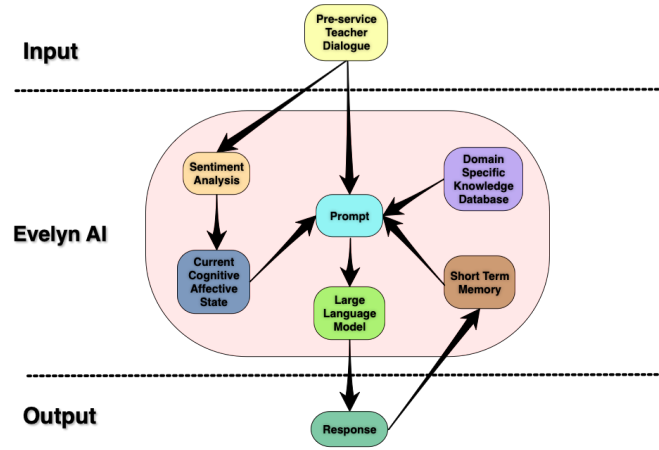 Pre-service
Teacher
Dialogue
Input
Sentiment
Analysis
Domain
Specific
Knowledge
Database
Prompt
Evelyn AI
Current
Cognitive
Affective
State
Short Term
Memory
Large
Language
Model
Output
Response